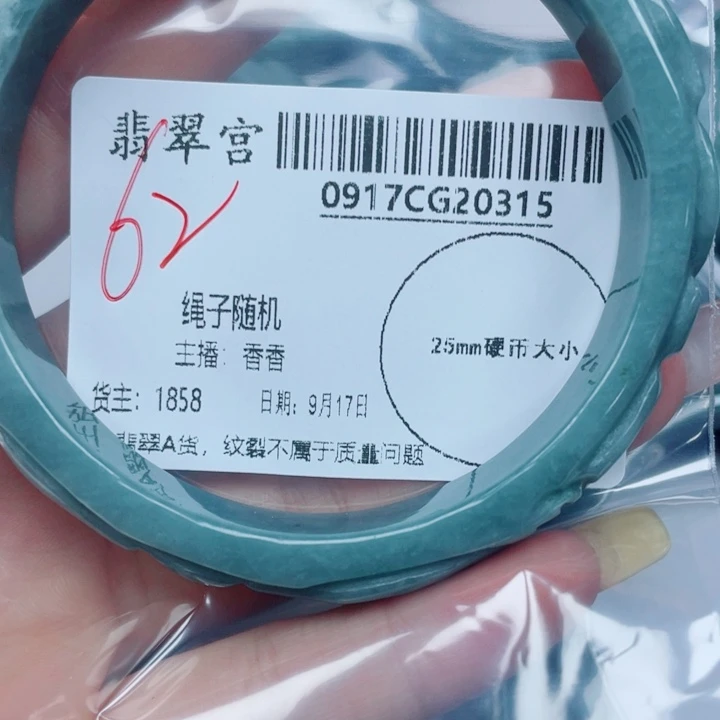 翡翠宫
0917CG20315
62
绳子随机
主播：香香
25mm硬币大小
货主：1858
日期：9月17日
翡翠A货，纹裂不属于质量问题